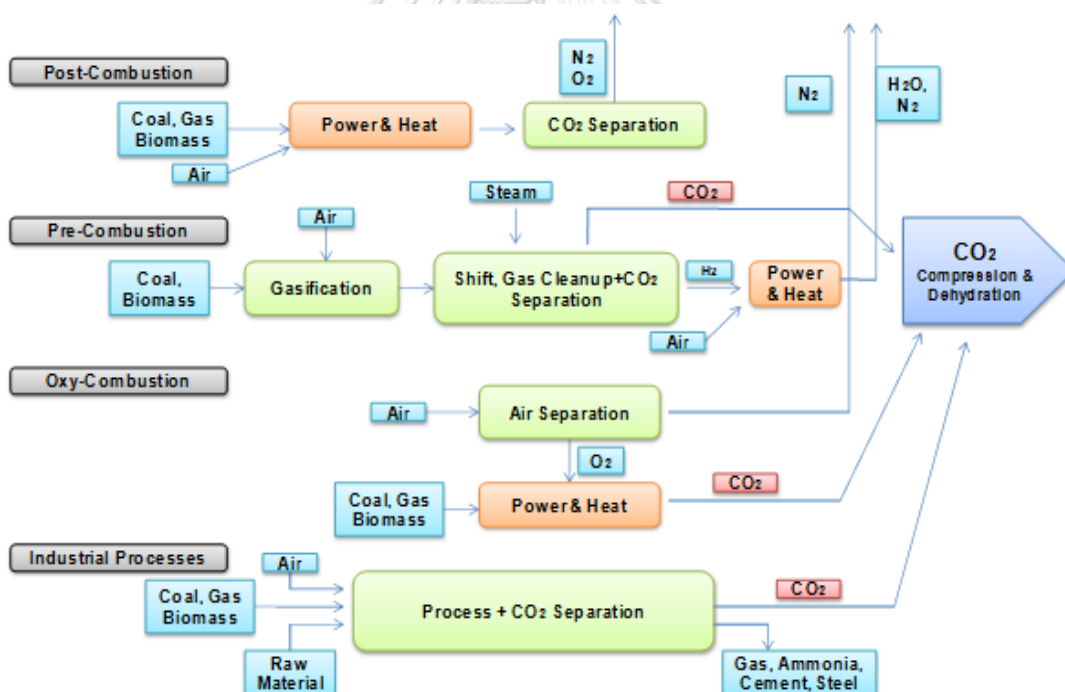 Post-Combustion
Coal, Gas
Biomass
Air
Power & Heat
N2
O2
CO2 Separation
N2
H2O,
N2
Pre-Combustion
Coal,
Biomass
Air
Gasification
Steam
Shift, Gas Cleanup+CO2
Separation
CO2
H2
Air
Power
& Heat
CO2
Compression &
Dehydration
Oxy-Combustion
Air
Air Separation
O2
Coal, Gas
Biomass
Power & Heat
CO2
Industrial Processes
Air
Coal, Gas
Biomass
Raw
Material
Process + CO2 Separation
CO2
Gas, Ammonia,
Cement, Steel